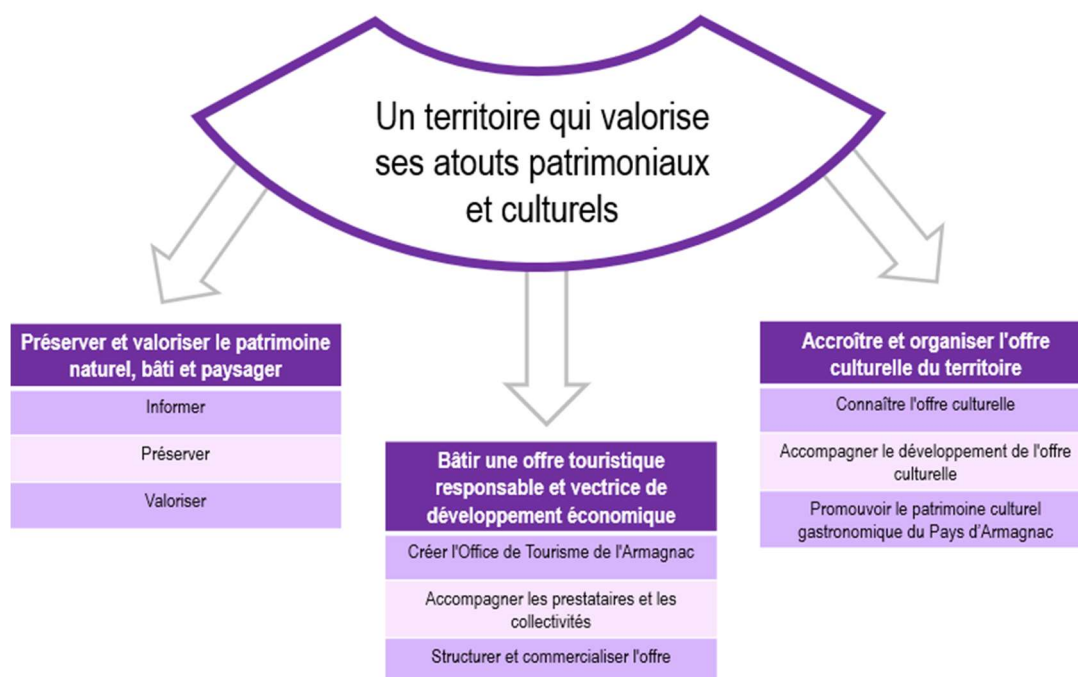 Un territoire qui valorise
ses atouts patrimoniaux
et culturels
Préserver et valoriser le patrimoine
naturel, bâti et paysager
Informer
Préserver
Valoriser
Bâtir une offre touristique
responsable et vectrice de
développement économique
Créer l'Office de Tourisme de l'Armagnac
Accompagner les prestataires et les
collectivités
Structurer et commercialiser l'offre
Accroître et organiser l'offre
culturelle du territoire
Connaître l'offre culturelle
Accompagner le développement de l'offre
culturelle
Promouvoir le patrimoine culturel
gastronomique du Pays d’Armagnac